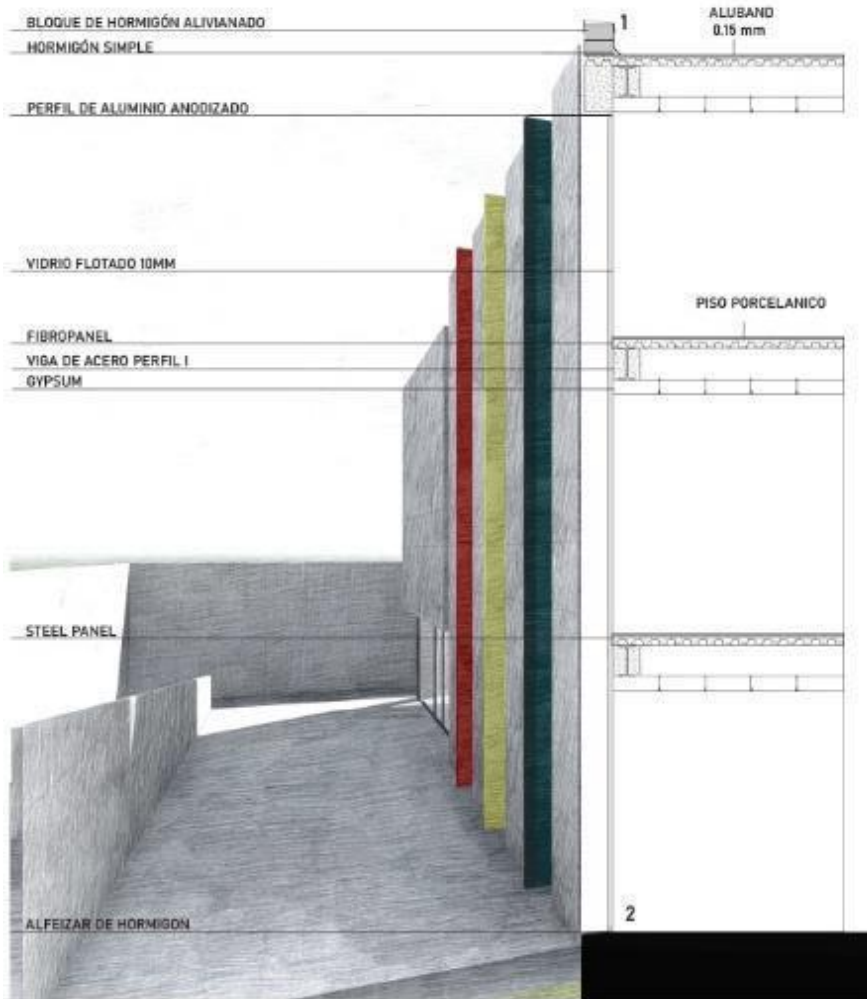 BLOQUE DE HORMIGÓN ALIVIANADO
1
ALUBAND
0.15 mm
HORMIGÓN SIMPLE
PERFIL DE ALUMINIO ANODIZADO
VIDRIO FLOTADO 10MM
PISO PORCELANICO
FIBROPANEL
VIGA DE ACERO PERFIL I
GYPSUM
STEEL PANEL
2
ALFEIZAR DE HORMIGON